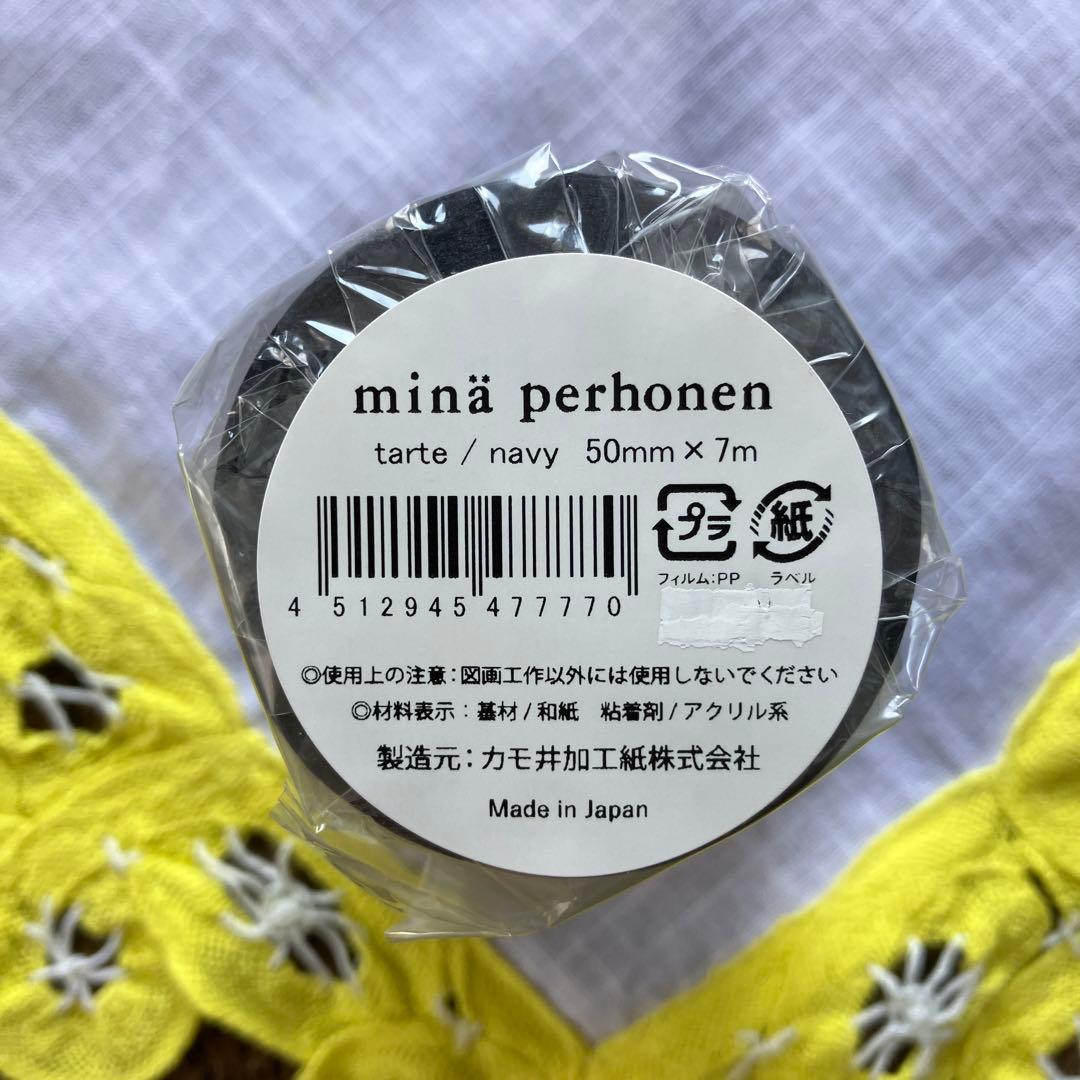 minä perhonen
tarte / navy 50mm×7m
プラ 紙
フィルム:PP ラベル
4 512945 477770
◎使用上の注意:図画工作以外には使用しないでください
◎材料表示:基材/和紙 粘着剤/アクリル系
製造元:カモ井加工紙株式会社
Made in Japan